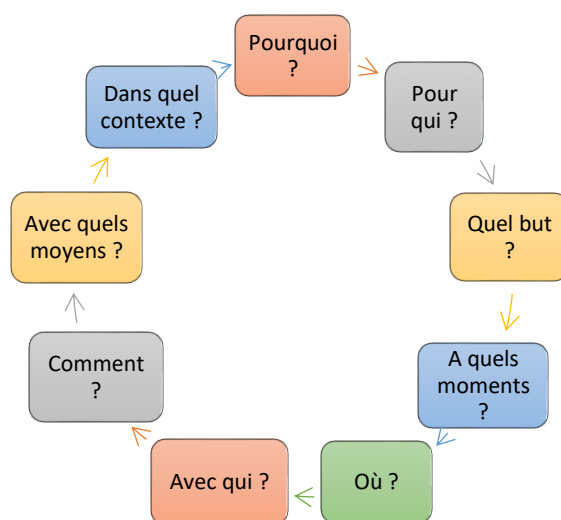 Pourquoi
?
Pour
qui ?
Quel but
?
A quels
moments
?
Où ?
Avec qui ?
Comment
?
Avec quels
moyens ?
Dans quel
contexte ?